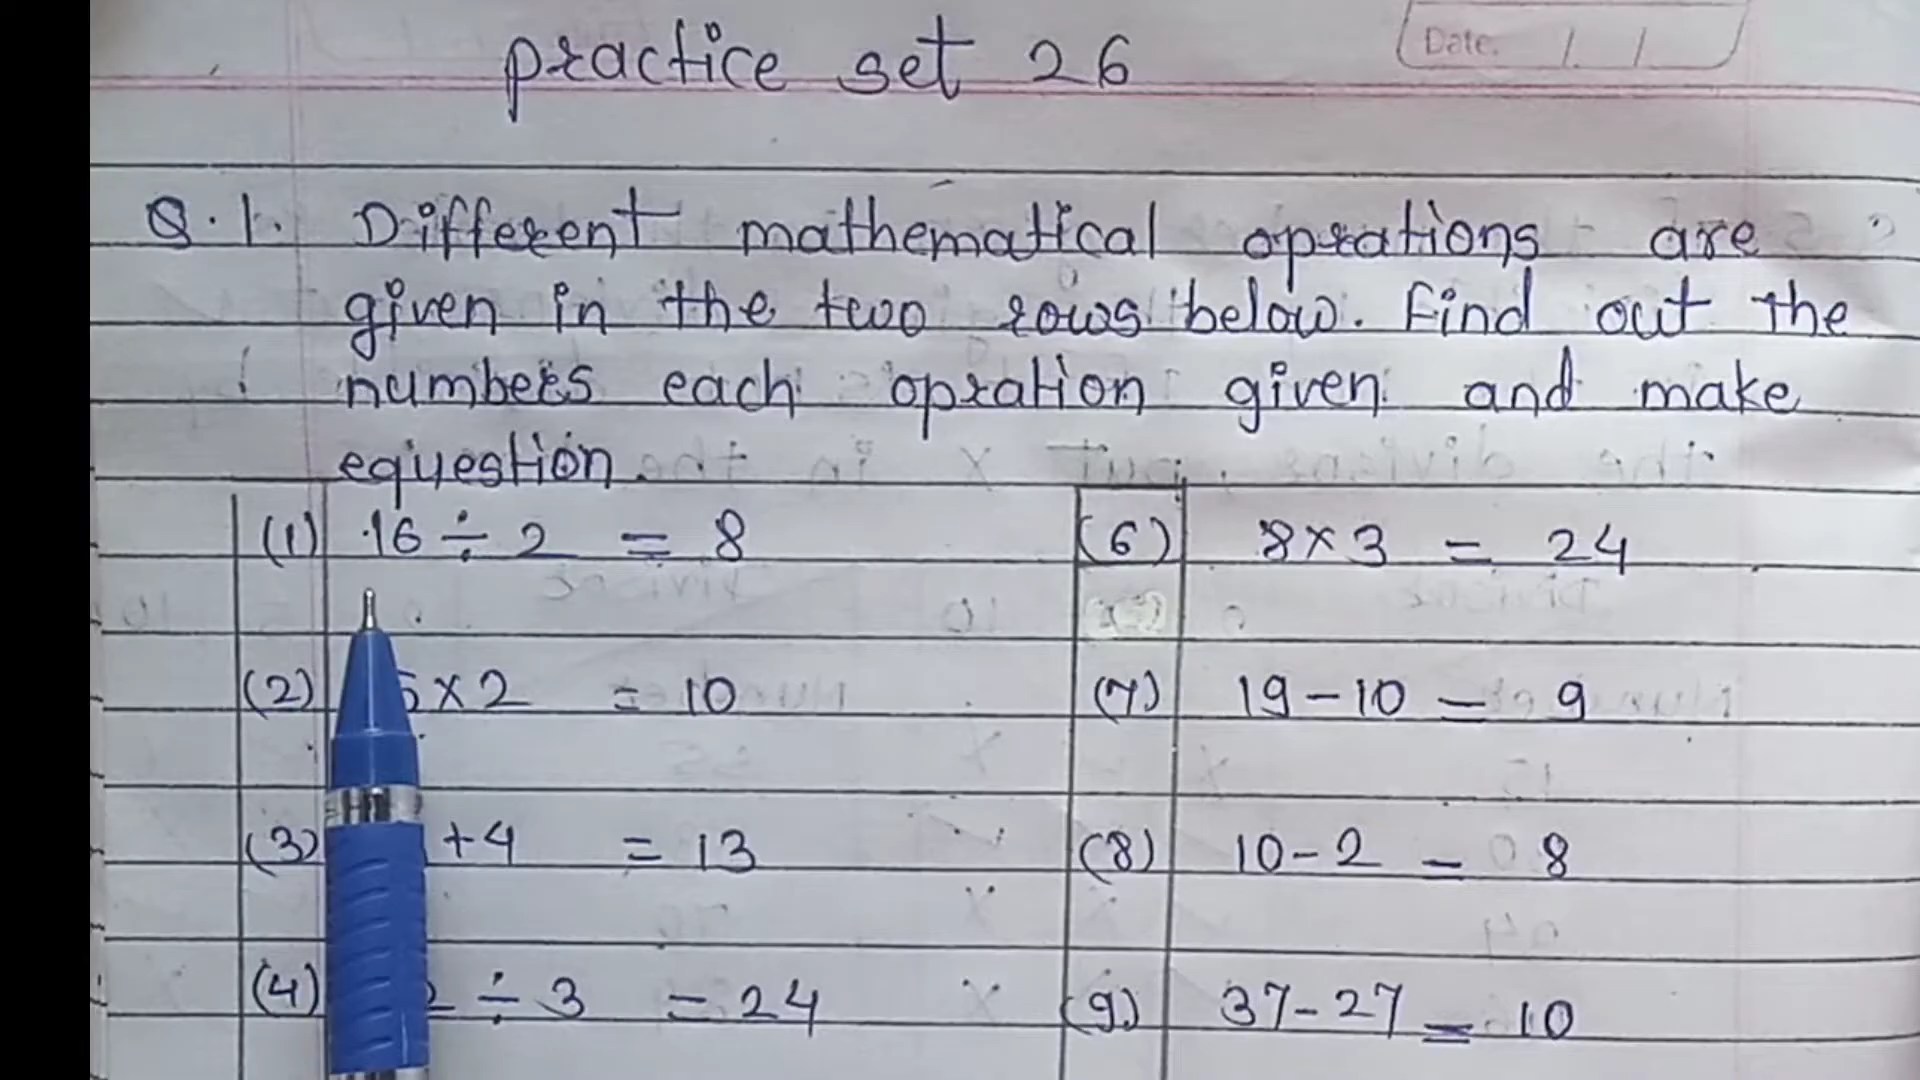 Date. / /
practice set 26
Q.1. Different mathematical oprations are
given in the two rows below. Find out the
numbers each opration given and make
equestion.
(1) 16 ÷ 2 = 8
(6) 8 × 3 = 24
(2) 5 × 2 = 10
(7) 19 - 10 = 9
(3) + 4 = 13
(8) 10 - 2 = 8
(4) 2 ÷ 3 = 24
(9) 37 - 27 = 10